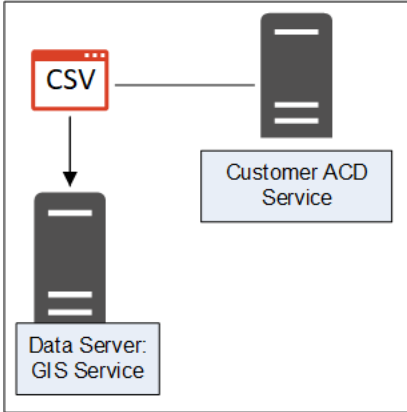 CSV
Customer ACD
Service
Data Server:
GIS Service